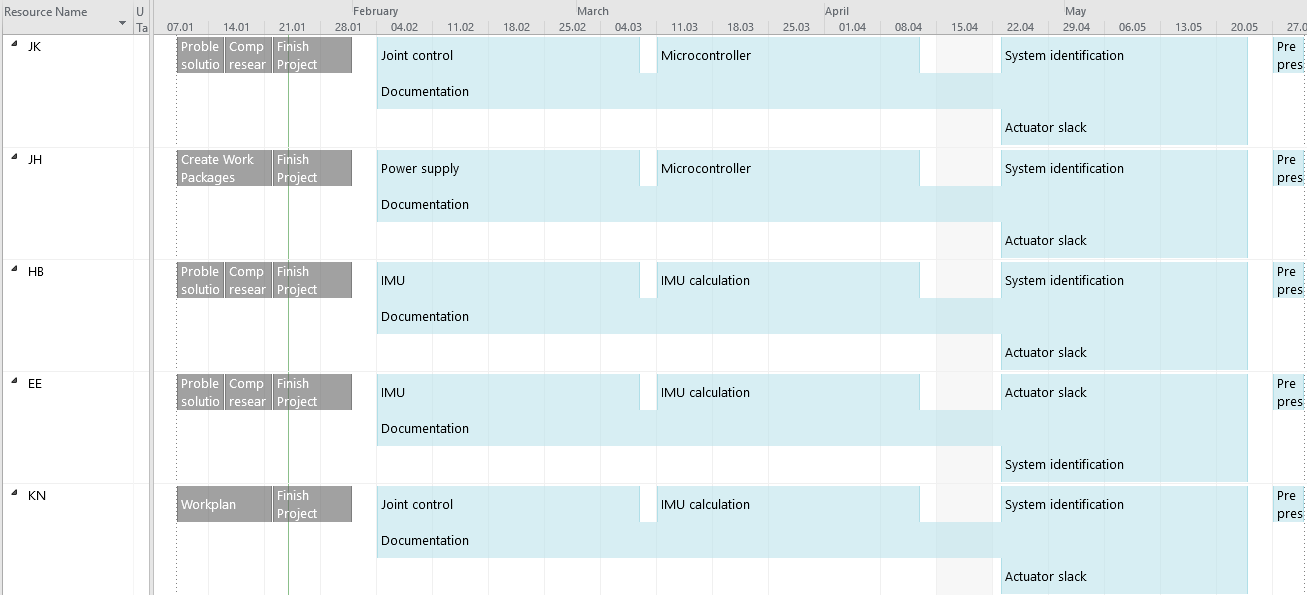 Resource Name
U
Ta
February March April May
07.01 14.01 21.01 28.01 04.02 11.02 18.02 25.02 04.03 11.03 18.03 25.03 01.04 08.04 15.04 22.04 29.04 06.05 13.05 20.05 27.0
JK
Proble Comp Finish Pre
solutio resear Project pres
Joint control Microcontroller System identification
Documentation
Actuator slack
JH
Create Work Finish Pre
Packages Project pres
Power supply Microcontroller System identification
Documentation
Actuator slack
HB
Proble Comp Finish Pre
solutio resear Project pres
IMU IMU calculation System identification
Documentation
Actuator slack
EE
Proble Comp Finish Pre
solutio resear Project pres
IMU IMU calculation Actuator slack
Documentation
System identification
KN
Workplan Finish Pre
Project pres
Joint control IMU calculation System identification
Documentation
Actuator slack